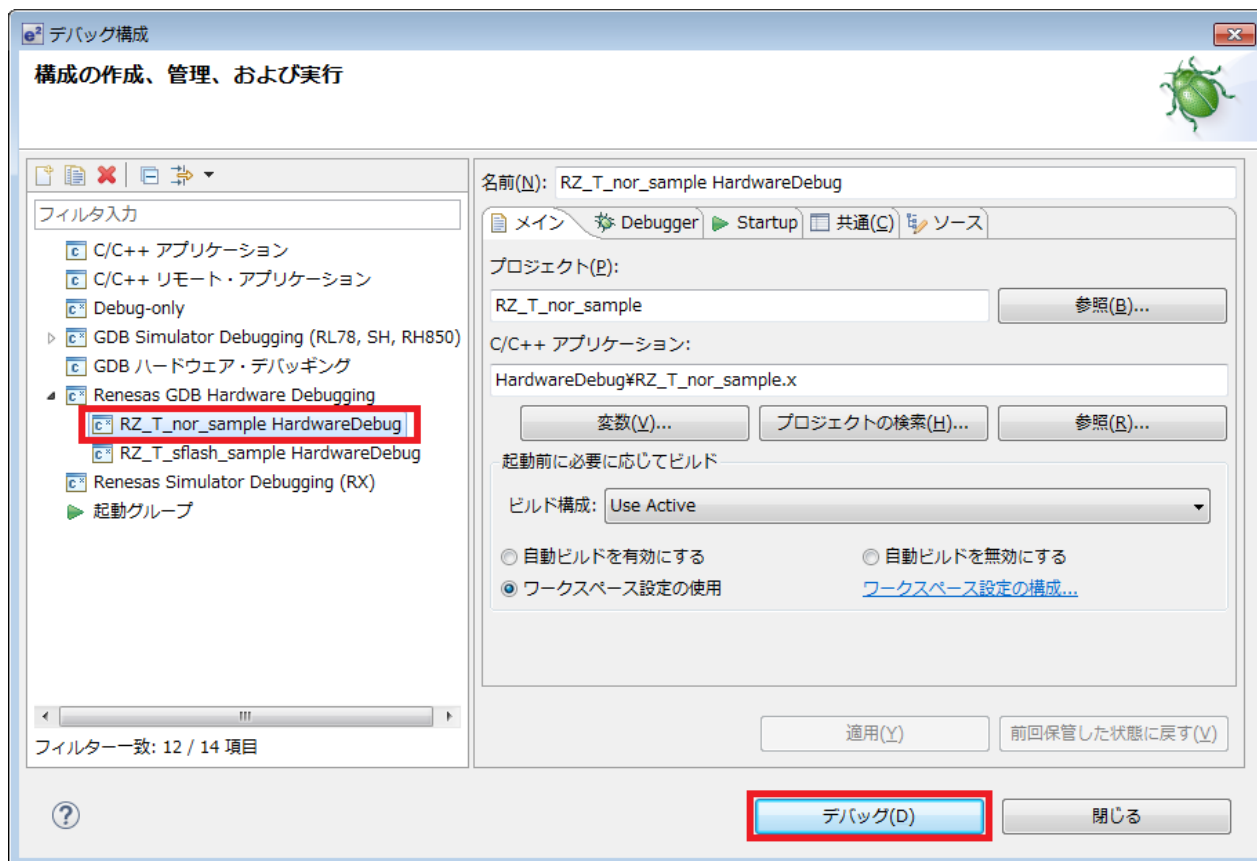 e² デバッグ構成
構成の作成、管理、および実行
フィルタ入力
C/C++ アプリケーション
C/C++ リモート・アプリケーション
Debug-only
GDB Simulator Debugging (RL78, SH, RH850)
GDB ハードウェア・デバッギング
Renesas GDB Hardware Debugging
RZ_T_nor_sample HardwareDebug
RZ_T_sflash_sample HardwareDebug
Renesas Simulator Debugging (RX)
起動グループ
フィルター一致: 12 / 14 項目
名前(N): RZ_T_nor_sample HardwareDebug
メイン Debugger Startup 共通(C) ソース
プロジェクト(P):
RZ_T_nor_sample 参照(B)...
C/C++ アプリケーション:
HardwareDebug¥RZ_T_nor_sample.x
変数(V)... プロジェクトの検索(H)... 参照(R)...
起動前に必要に応じてビルド
ビルド構成: Use Active
自動ビルドを有効にする 自動ビルドを無効にする
ワークスペース設定の使用 ワークスペース設定の構成...
適用(Y) 前回保管した状態に戻す(V)
デバッグ(D) 閉じる